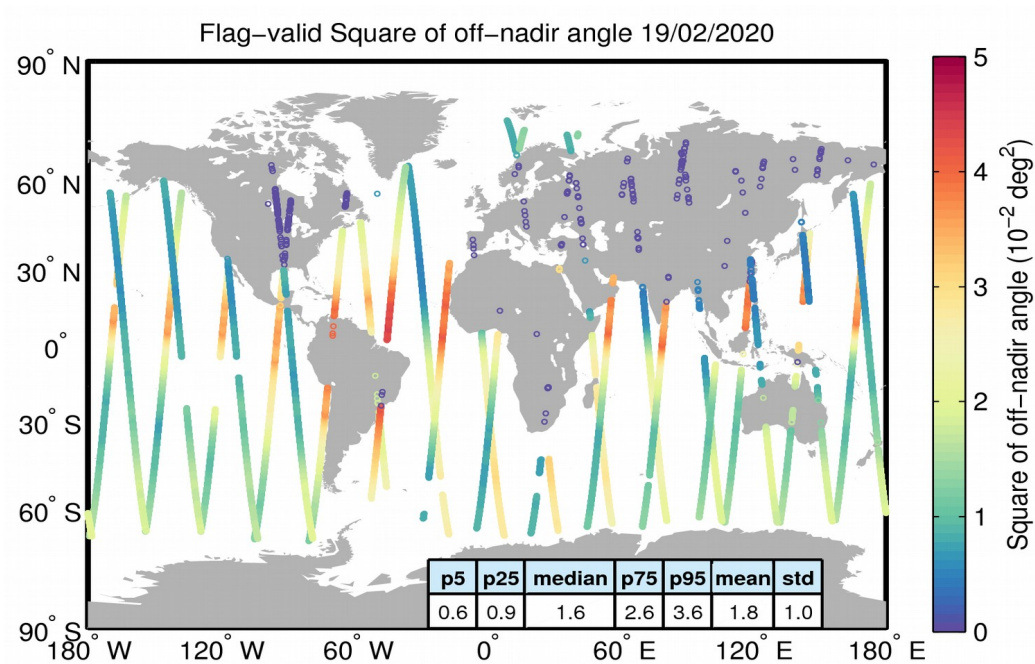 Flag−valid Square of off−nadir angle 19/02/2020
90° N
60° N
30° N
0°
30° S
60° S
90° S
180° W
120° W
60° W
0°
60° E
120° E
180° E
p5 p25 median p75 p95 mean std
0.6 0.9 1.6 2.6 3.6 1.8 1.0
5
4
3
2
1
0
Square of off−nadir angle (10⁻² deg²)